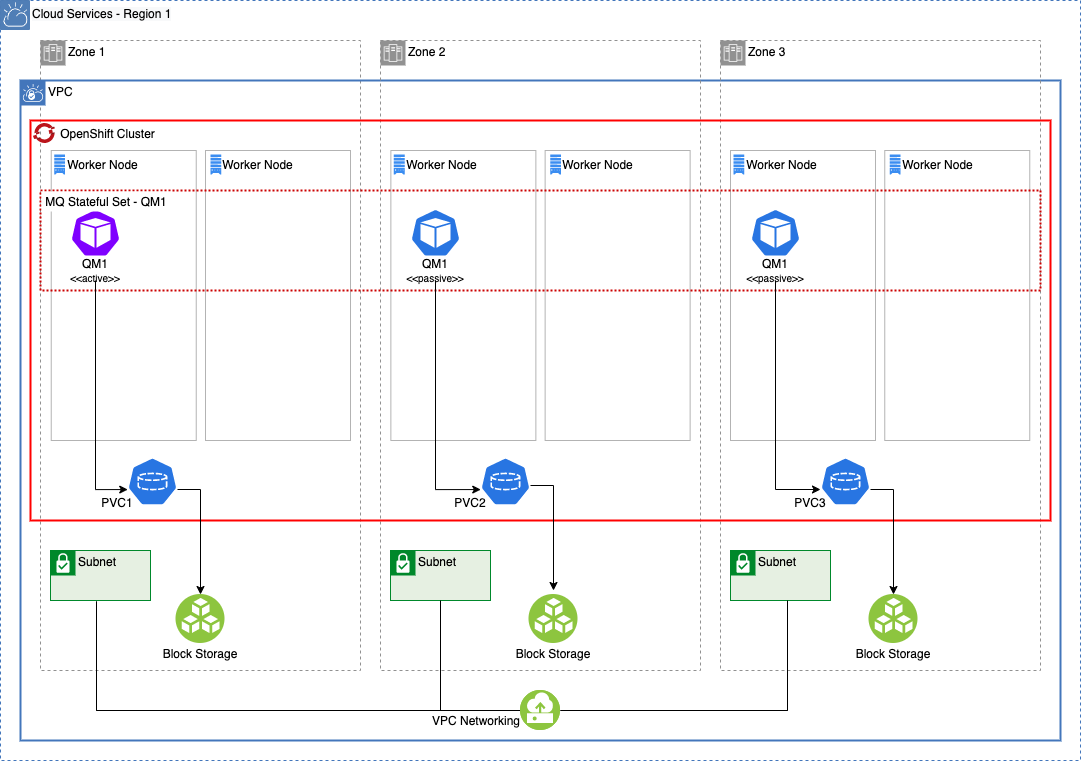 Cloud Services - Region 1
Zone 1
Zone 2
Zone 3
VPC
OpenShift Cluster
Worker Node
Worker Node
Worker Node
Worker Node
Worker Node
Worker Node
MQ Stateful Set - QM1
QM1
<<active>>
QM1
<<passive>>
QM1
<<passive>>
PVC1
PVC2
PVC3
Subnet
Subnet
Subnet
Block Storage
Block Storage
Block Storage
VPC Networking